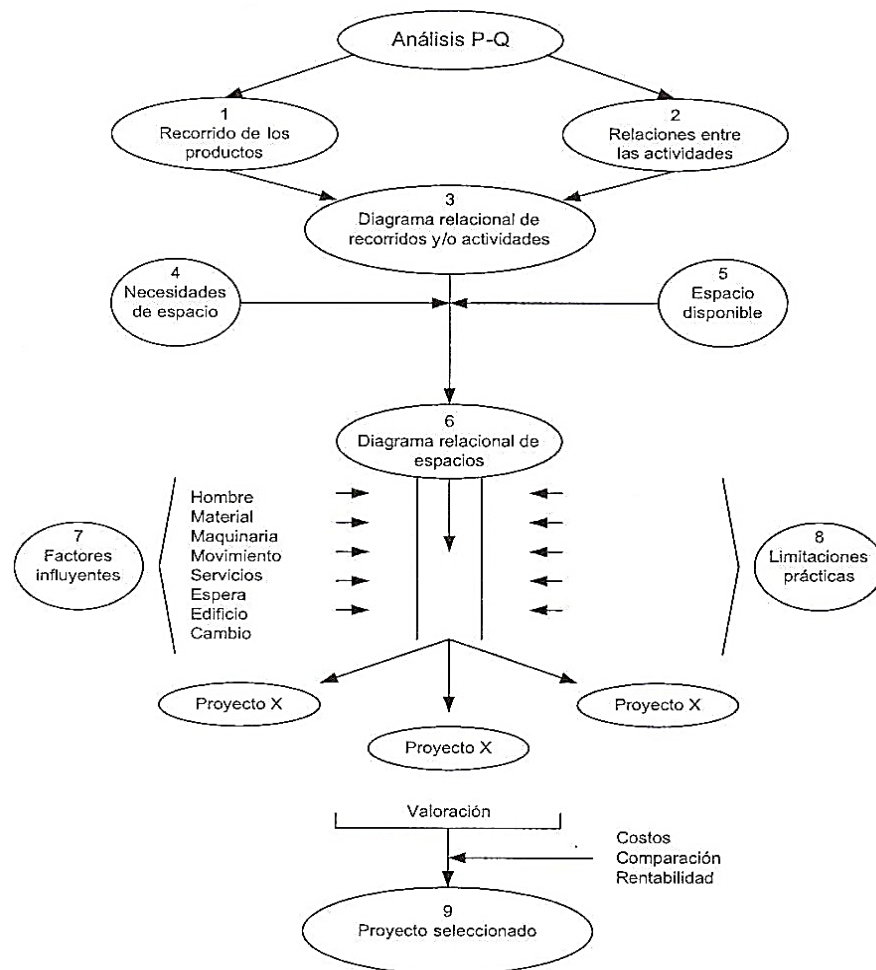 Análisis P-Q
1
Recorrido de los
productos
2
Relaciones entre
las actividades
3
Diagrama relacional de
recorridos y/o actividades
4
Necesidades
de espacio
5
Espacio
disponible
6
Diagrama relacional de
espacios
7
Factores
influyentes
Hombre
Material
Maquinaria
Movimiento
Servicios
Espera
Edificio
Cambio
8
Limitaciones
prácticas
Proyecto X
Proyecto X
Proyecto X
Valoración
Costos
Comparación
Rentabilidad
9
Proyecto seleccionado